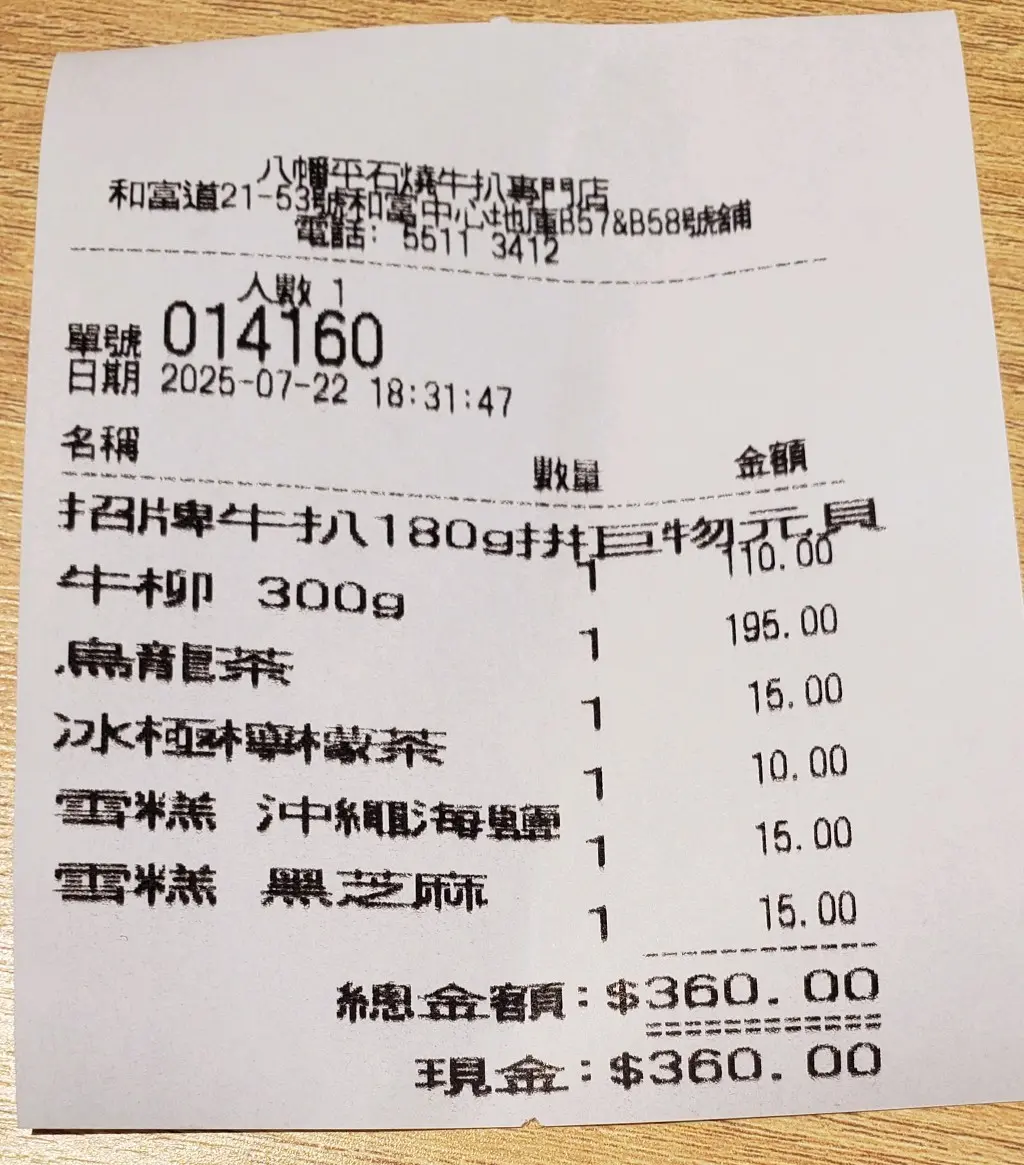 八幡平石燒牛扒專門店
和富道21-53號和富中心地庫B57&B58號舖
電話: 5511 3412
人數 1
單號 014160
日期 2025-07-22 18:31:47
名稱 數量 金額
招牌牛扒180g拼巨物元貝 1 110.00
牛柳 300g 1 195.00
.烏龍茶 1 15.00
冰極檸檬茶 1 10.00
雪糕 沖繩海鹽 1 15.00
雪糕 黑芝麻 1 15.00
總金額:$360.00
現金:$360.00